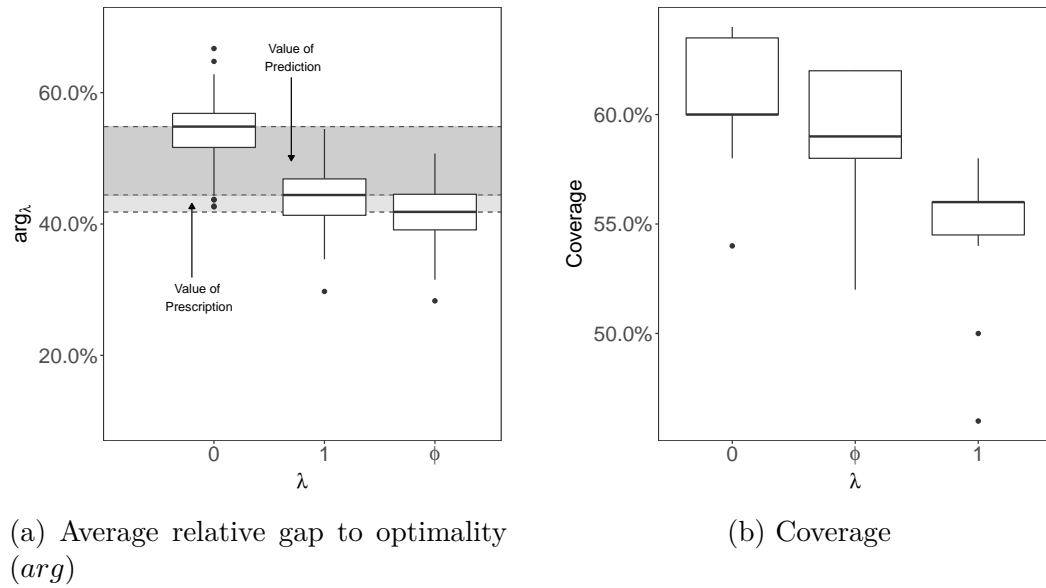 60.0%
40.0%
20.0%
arg_λ
Value of
Prediction
Value of
Prescription
0 1 ϕ
λ
60.0%
55.0%
50.0%
Coverage
0 ϕ 1
λ
(a) Average relative gap to optimality
(arg)
(b) Coverage